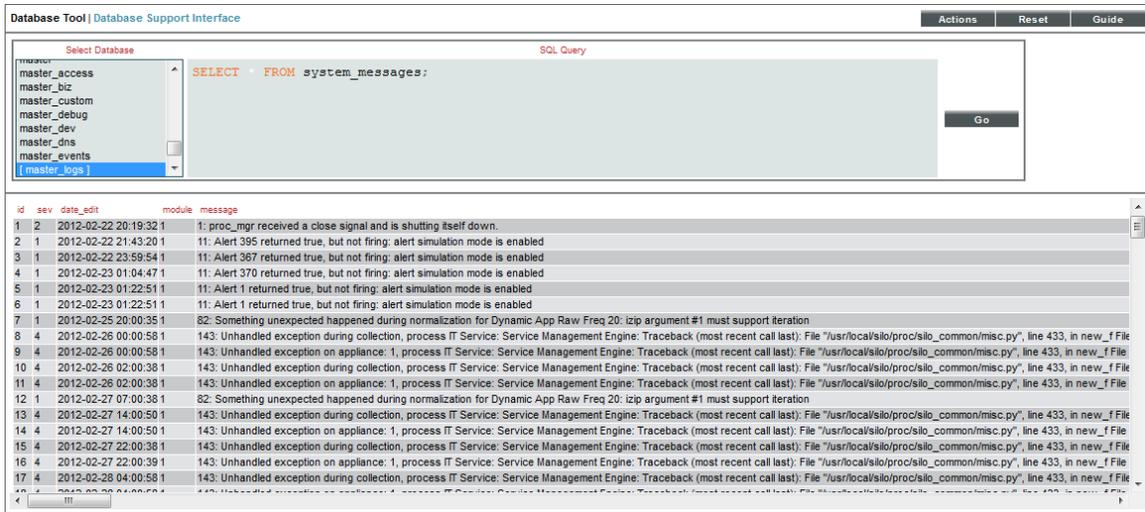 Database Tool | Database Support Interface
Actions Reset Guide
Select Database
SQL Query
master
master_access
master_biz
master_custom
master_debug
master_dev
master_dns
master_events
[ master_logs ]
SELECT * FROM system_messages;
Go
id sev date_edit module message
1 2 2012-02-22 20:19:32 1 1: proc_mgr received a close signal and is shutting itself down.
2 1 2012-02-22 21:43:20 1 11: Alert 395 returned true, but not firing: alert simulation mode is enabled
3 1 2012-02-22 23:59:54 1 11: Alert 367 returned true, but not firing: alert simulation mode is enabled
4 1 2012-02-23 01:04:47 1 11: Alert 370 returned true, but not firing: alert simulation mode is enabled
5 1 2012-02-23 01:22:51 1 11: Alert 1 returned true, but not firing: alert simulation mode is enabled
6 1 2012-02-23 01:22:51 1 11: Alert 1 returned true, but not firing: alert simulation mode is enabled
7 1 2012-02-25 20:00:35 1 82: Something unexpected happened during normalization for Dynamic App Raw Freq 20: izip argument #1 must support iteration
8 4 2012-02-26 00:00:58 1 143: Unhandled exception during collection, process IT Service: Service Management Engine: Traceback (most recent call last): File "/usr/local/silo/proc/silo_common/misc.py", line 433, in new_f File
9 4 2012-02-26 00:00:58 1 143: Unhandled exception on appliance: 1, process IT Service: Service Management Engine: Traceback (most recent call last): File "/usr/local/silo/proc/silo_common/misc.py", line 433, in new_f File
10 4 2012-02-26 02:00:38 1 143: Unhandled exception during collection, process IT Service: Service Management Engine: Traceback (most recent call last): File "/usr/local/silo/proc/silo_common/misc.py", line 433, in new_f File
11 4 2012-02-26 02:00:38 1 143: Unhandled exception on appliance: 1, process IT Service: Service Management Engine: Traceback (most recent call last): File "/usr/local/silo/proc/silo_common/misc.py", line 433, in new_f File
12 1 2012-02-27 07:00:38 1 82: Something unexpected happened during normalization for Dynamic App Raw Freq 20: izip argument #1 must support iteration
13 4 2012-02-27 14:00:50 1 143: Unhandled exception during collection, process IT Service: Service Management Engine: Traceback (most recent call last): File "/usr/local/silo/proc/silo_common/misc.py", line 433, in new_f File
14 4 2012-02-27 14:00:50 1 143: Unhandled exception on appliance: 1, process IT Service: Service Management Engine: Traceback (most recent call last): File "/usr/local/silo/proc/silo_common/misc.py", line 433, in new_f File
15 4 2012-02-27 22:00:38 1 143: Unhandled exception during collection, process IT Service: Service Management Engine: Traceback (most recent call last): File "/usr/local/silo/proc/silo_common/misc.py", line 433, in new_f File
16 4 2012-02-27 22:00:39 1 143: Unhandled exception on appliance: 1, process IT Service: Service Management Engine: Traceback (most recent call last): File "/usr/local/silo/proc/silo_common/misc.py", line 433, in new_f File
17 4 2012-02-28 04:00:58 1 143: Unhandled exception during collection, process IT Service: Service Management Engine: Traceback (most recent call last): File "/usr/local/silo/proc/silo_common/misc.py", line 433, in new_f File